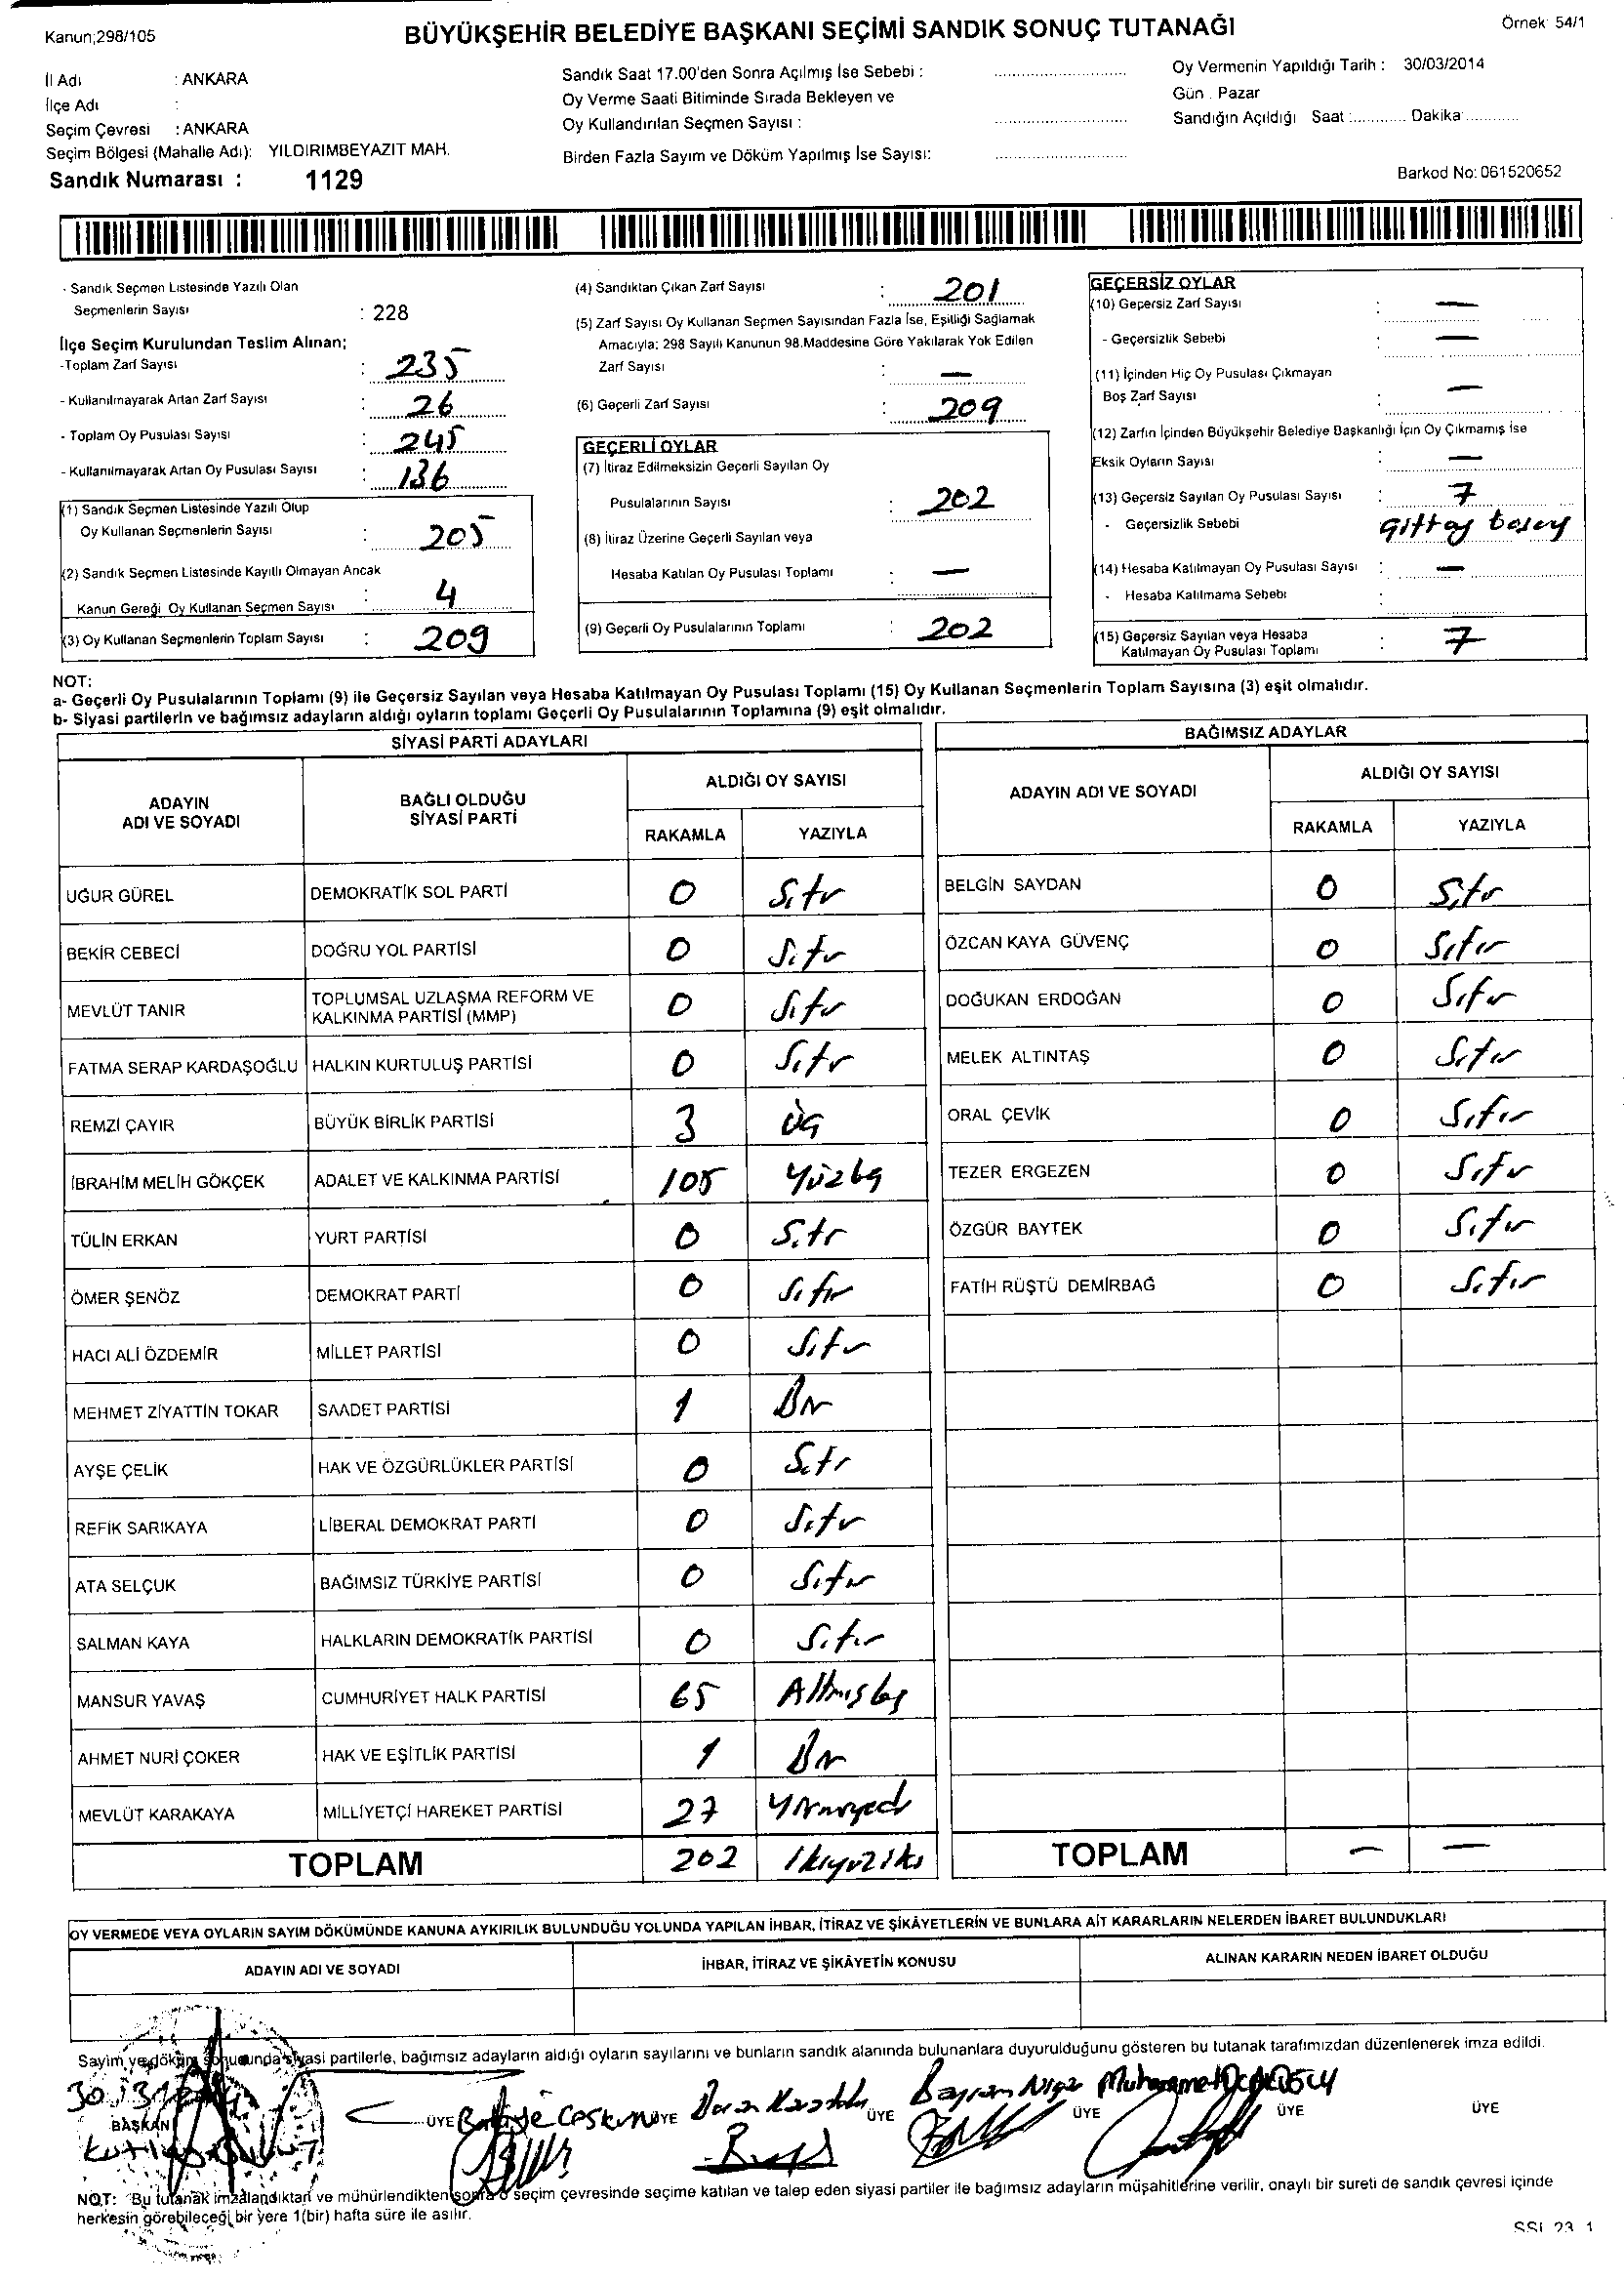 Kanun;298/105
BÜYÜKŞEHİR BELEDİYE BAŞKANI SEÇİMİ SANDIK SONUÇ TUTANAĞI
Örnek: 54/1
İl Adı : ANKARA
İlçe Adı :
Seçim Çevresi : ANKARA
Seçim Bölgesi (Mahalle Adı): YILDIRIMBEYAZIT MAH.
Sandık Numarası : 1129
Sandık Saat 17.00'den Sonra Açılmış İse Sebebi :
Oy Verme Saati Bitiminde Sırada Bekleyen ve
Oy Kullandırılan Seçmen Sayısı :
Birden Fazla Sayım ve Döküm Yapılmış İse Sayısı:
Oy Vermenin Yapıldığı Tarih : 30/03/2014
Gün : Pazar
Sandığın Açıldığı Saat :............ Dakika:............
Barkod No: 061520652
- Sandık Seçmen Listesinde Yazılı Olan
Seçmenlerin Sayısı : 228
İlçe Seçim Kurulundan Teslim Alınan;
-Toplam Zarf Sayısı : 235
- Kullanılmayarak Artan Zarf Sayısı : 26
- Toplam Oy Pusulası Sayısı : 245
- Kullanılmayarak Artan Oy Pusulası Sayısı : 136
(1) Sandık Seçmen Listesinde Yazılı Olup
Oy Kullanan Seçmenlerin Sayısı : 205
(2) Sandık Seçmen Listesinde Kayıtlı Olmayan Ancak
Kanun Gereği Oy Kullanan Seçmen Sayısı : 4
(3) Oy Kullanan Seçmenlerin Toplam Sayısı : 209
(4) Sandıktan Çıkan Zarf Sayısı : 201
(5) Zarf Sayısı Oy Kullanan Seçmen Sayısından Fazla İse, Eşitliği Sağlamak
Amacıyla; 298 Sayılı Kanunun 98.Maddesine Göre Yakılarak Yok Edilen
Zarf Sayısı : —
(6) Geçerli Zarf Sayısı : 209
GEÇERLİ OYLAR
(7) İtiraz Edilmeksizin Geçerli Sayılan Oy
Pusulalarının Sayısı : 202
(8) İtiraz Üzerine Geçerli Sayılan veya
Hesaba Katılan Oy Pusulası Toplamı : —
(9) Geçerli Oy Pusulalarının Toplamı : 202
GEÇERSİZ OYLAR
(10) Geçersiz Zarf Sayısı : —
- Geçersizlik Sebebi : —
(11) İçinden Hiç Oy Pusulası Çıkmayan
Boş Zarf Sayısı : —
(12) Zarfın İçinden Büyükşehir Belediye Başkanlığı İçin Oy Çıkmamış İse
Eksik Oyların Sayısı : —
(13) Geçersiz Sayılan Oy Pusulası Sayısı : 7
- Geçersizlik Sebebi :
(14) Hesaba Katılmayan Oy Pusulası Sayısı : —
- Hesaba Katılmama Sebebi :
(15) Geçersiz Sayılan veya Hesaba
Katılmayan Oy Pusulası Toplamı : 7
NOT:
a- Geçerli Oy Pusulalarının Toplamı (9) ile Geçersiz Sayılan veya Hesaba Katılmayan Oy Pusulası Toplamı (15) Oy Kullanan Seçmenlerin Toplam Sayısına (3) eşit olmalıdır.
b- Siyasi partilerin ve bağımsız adayların aldığı oyların toplamı Geçerli Oy Pusulalarının Toplamına (9) eşit olmalıdır.
SİYASİ PARTİ ADAYLARI
ADAYIN ADI VE SOYADI
BAĞLI OLDUĞU SİYASİ PARTİ
ALDIĞI OY SAYISI
RAKAMLA YAZIYLA
UĞUR GÜREL DEMOKRATİK SOL PARTİ 0 Sıfır
BEKİR CEBECİ DOĞRU YOL PARTİSİ 0 Sıfır
MEVLÜT TANIR TOPLUMSAL UZLAŞMA REFORM VE KALKINMA PARTİSİ (MMP) 0 Sıfır
FATMA SERAP KARDAŞOĞLU HALKIN KURTULUŞ PARTİSİ 0 Sıfır
REMZİ ÇAYIR BÜYÜK BİRLİK PARTİSİ 3 Üç
İBRAHİM MELİH GÖKÇEK ADALET VE KALKINMA PARTİSİ 105 Yüzbş
TÜLİN ERKAN YURT PARTİSİ 0 Sıfır
ÖMER ŞENÖZ DEMOKRAT PARTİ 0 Sıfır
HACI ALİ ÖZDEMİR MİLLET PARTİSİ 0 Sıfır
MEHMET ZİYATTİN TOKAR SAADET PARTİSİ 1 Bir
AYŞE ÇELİK HAK VE ÖZGÜRLÜKLER PARTİSİ 0 Sıfır
REFİK SARIKAYA LİBERAL DEMOKRAT PARTİ 0 Sıfır
ATA SELÇUK BAĞIMSIZ TÜRKİYE PARTİSİ 0 Sıfır
SALMAN KAYA HALKLARIN DEMOKRATİK PARTİSİ 0 Sıfır
MANSUR YAVAŞ CUMHURİYET HALK PARTİSİ 65 Altmışbeş
AHMET NURİ ÇOKER HAK VE EŞİTLİK PARTİSİ 1 Bir
MEVLÜT KARAKAYA MİLLİYETÇİ HAREKET PARTİSİ 27 Yirmiyedi
TOPLAM 202 İkiyüziki
BAĞIMSIZ ADAYLAR
ADAYIN ADI VE SOYADI
ALDIĞI OY SAYISI
RAKAMLA YAZIYLA
BELGİN SAYDAN 0 Sıfır
ÖZCAN KAYA GÜVENÇ 0 Sıfır
DOĞUKAN ERDOĞAN 0 Sıfır
MELEK ALTINTAŞ 0 Sıfır
ORAL ÇEVİK 0 Sıfır
TEZER ERGEZEN 0 Sıfır
ÖZGÜR BAYTEK 0 Sıfır
FATİH RÜŞTÜ DEMİRBAĞ 0 Sıfır
TOPLAM — —
OY VERMEDE VEYA OYLARIN SAYIM DÖKÜMÜNDE KANUNA AYKIRILIK BULUNDUĞU YOLUNDA YAPILAN İHBAR, İTİRAZ VE ŞİKÂYETLERİN VE BUNLARA AİT KARARLARIN NELERDEN İBARET BULUNDUKLARI
ADAYIN ADI VE SOYADI
İHBAR, İTİRAZ VE ŞİKÂYETİN KONUSU
ALINAN KARARIN NEDEN İBARET OLDUĞU
Sayım ve döküm sonucunda siyasi partilerle, bağımsız adayların aldığı oyların sayılarını ve bunların sandık alanında bulunanlara duyurulduğunu gösteren bu tutanak tarafımızdan düzenlenerek imza edildi.
BAŞKAN ÜYE ÜYE ÜYE ÜYE ÜYE ÜYE
NOT: Bu tutanak imzalandıktan ve mühürlendikten sonra o seçim çevresinde seçime katılan ve talep eden siyasi partiler ile bağımsız adayların müşahitlerine verilir, onaylı bir sureti de sandık çevresi içinde
herkesin görebileceği bir yere 1(bir) hafta süre ile asılır.